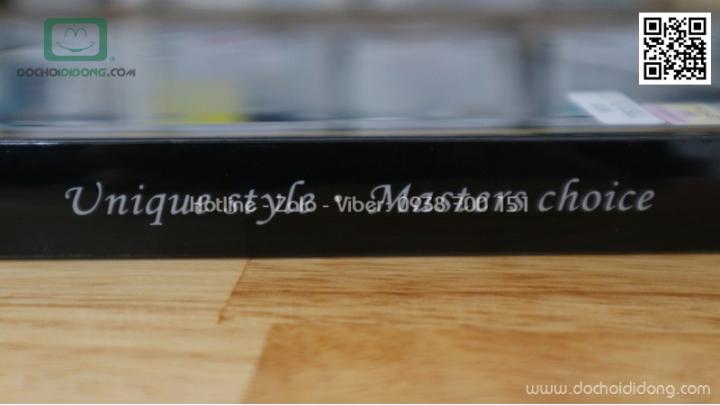 DOCHOIDIDONG.COM
Unique style · Masters choice
Hotline - Zalo - Viber: 0938 700 151
www.dochoididong.com